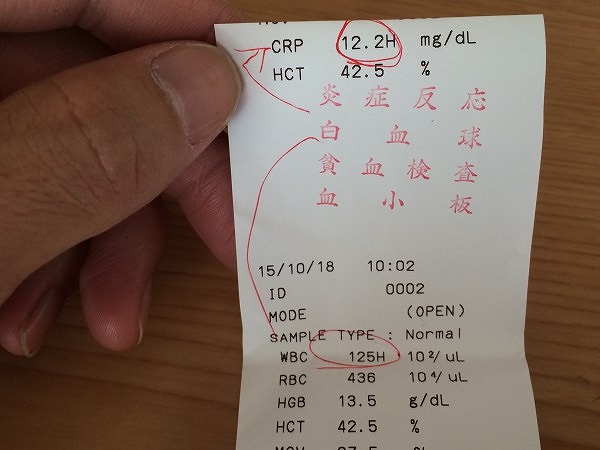 CRP 12.2H mg/dL
HCT 42.5 %
炎症反応
白血球
貧血検査
血小板
15/10/18 10:02
ID 0002
MODE (OPEN)
SAMPLE TYPE : Normal
WBC 125H 10²/uL
RBC 436 10⁴/uL
HGB 13.5 g/dL
HCT 42.5 %